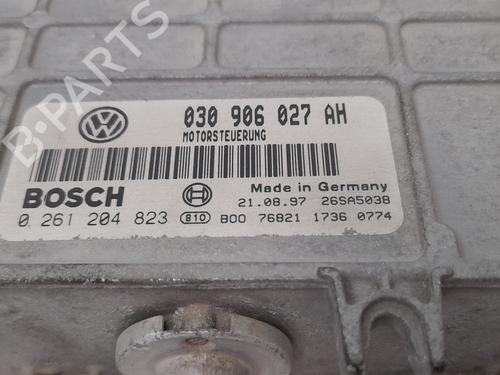 B-PARTS
030 906 027 AH
MOTORSTEUERUNG
BOSCH
Made in Germany
21.08.97 26SA5038
0 261 204 823 B10 B00 76821 1736 0774